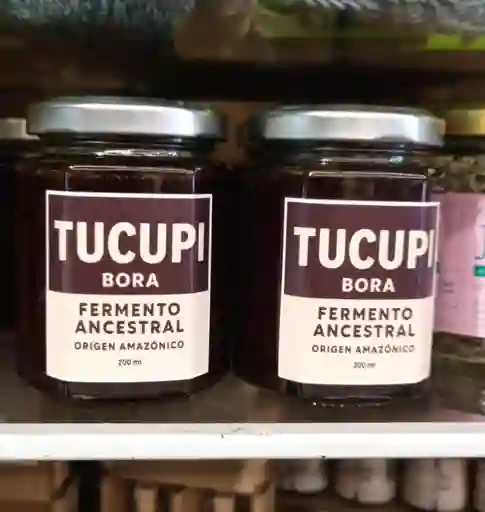 TUCUPI
BORA
FERMENTO
ANCESTRAL
ORIGEN AMAZÓNICO
200 ml
TUCUPI
BORA
FERMENTO
ANCESTRAL
ORIGEN AMAZÓNICO
200 ml